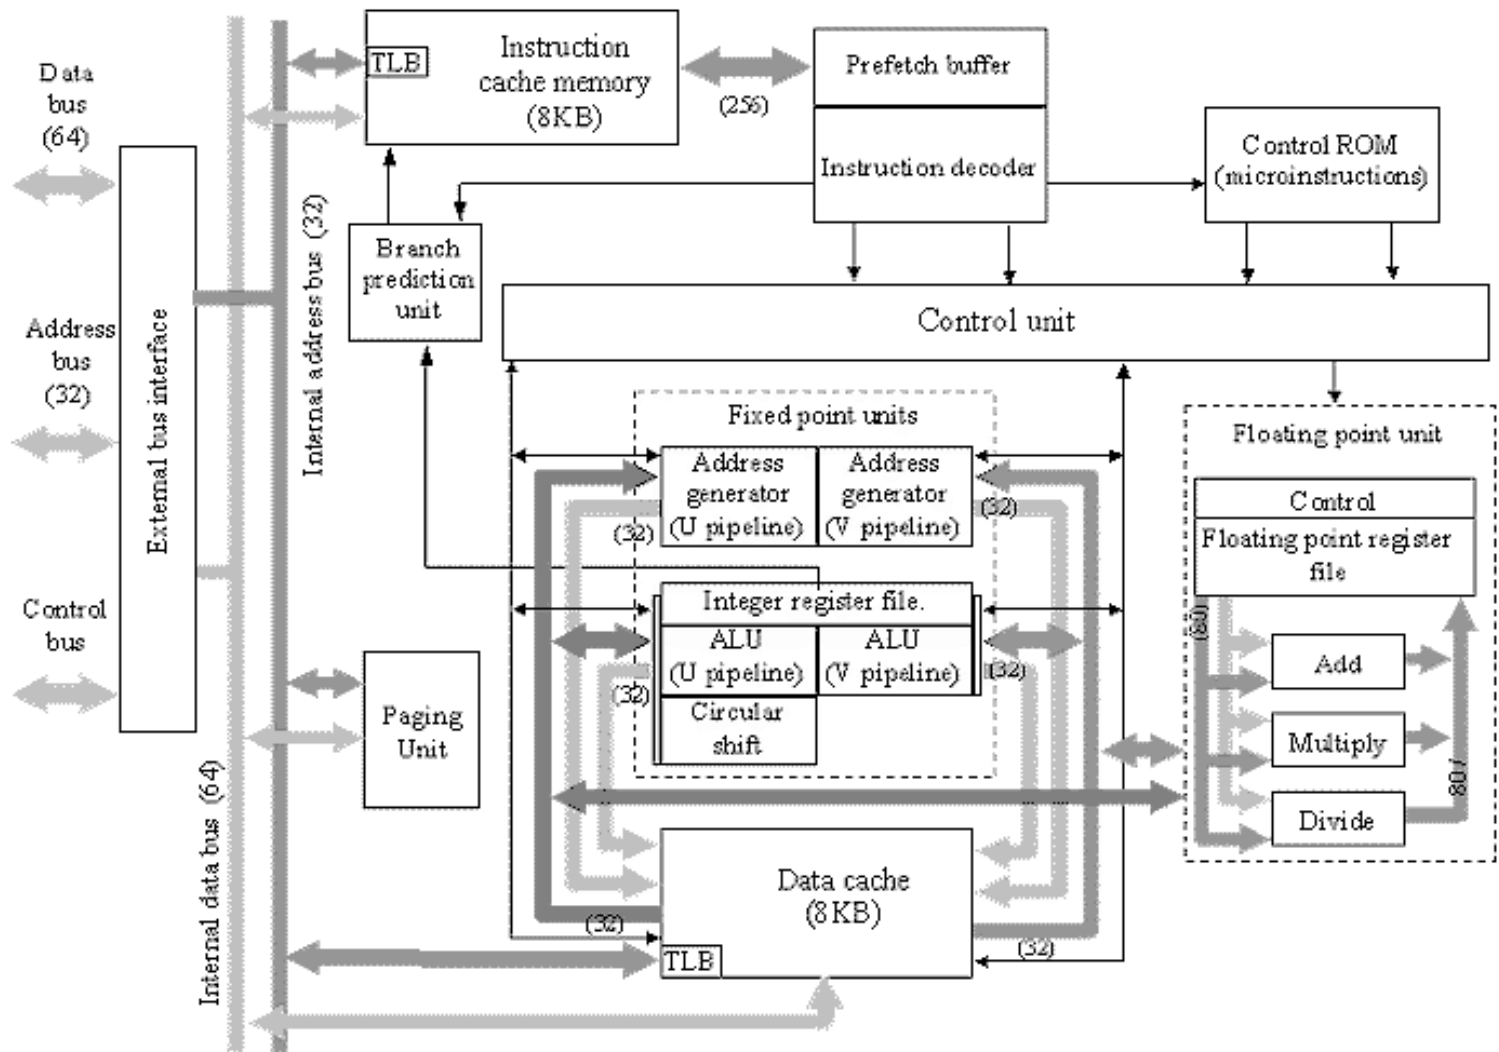 Data
bus
(64)
Address
bus
(32)
Control
bus
External bus interface
Internal data bus (64)
Internal address bus (32)
TLB
Instruction
cache memory
(8KB)
(256)
Prefetch buffer
Instruction decoder
Control ROM
(microinstructions)
Branch
prediction
unit
Control unit
Paging
Unit
Fixed point units
Address
generator
(U pipeline)
Address
generator
(V pipeline)
(32)
(32)
Integer register file.
ALU
(U pipeline)
ALU
(V pipeline)
(32)
(32)
Circular
shift
Data cache
(8KB)
TLB
(32)
(32)
Floating point unit
Control
Floating point register
file
(80)
Add
Multiply
Divide
80/